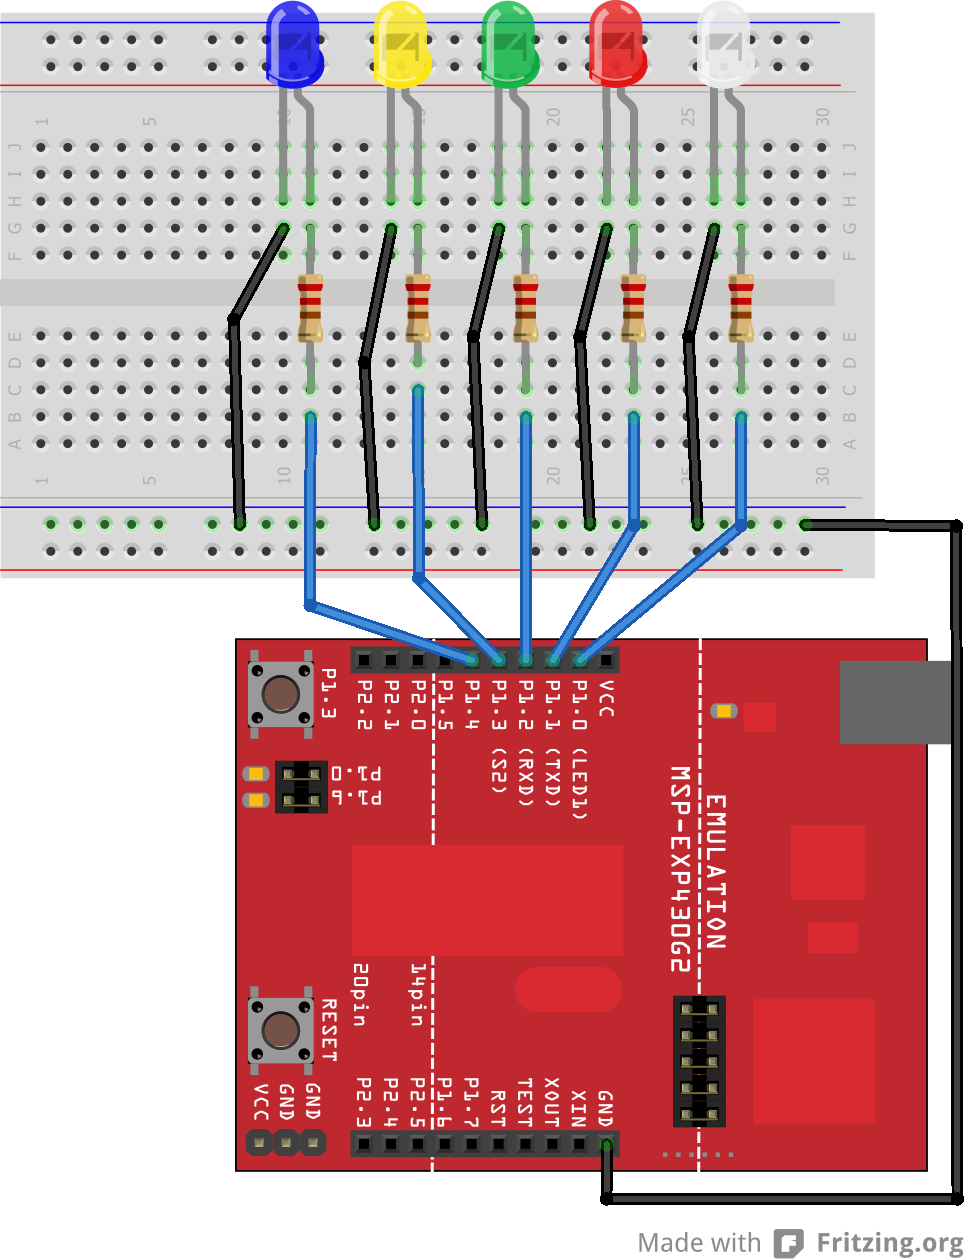 1 5 10 15 20 25 30
J J
I I
H H
G G
F F
E E
D D
C C
B B
A A
1 5 10 15 20 25 30
P1.3
P2.2
P2.1
P2.0
P1.5
P1.4
P1.3 (S2)
P1.2 (RXD)
P1.1 (TXD)
P1.0 (LED1)
VCC
P1.0
P1.6
EMULATION
MSP-EXP430G2
20pin
14pin
RESET
VCC
GND
GND
P2.3
P2.4
P2.5
P1.6
P1.7
RST
TEST
XOUT
XIN
GND
Made with Fritzing.org